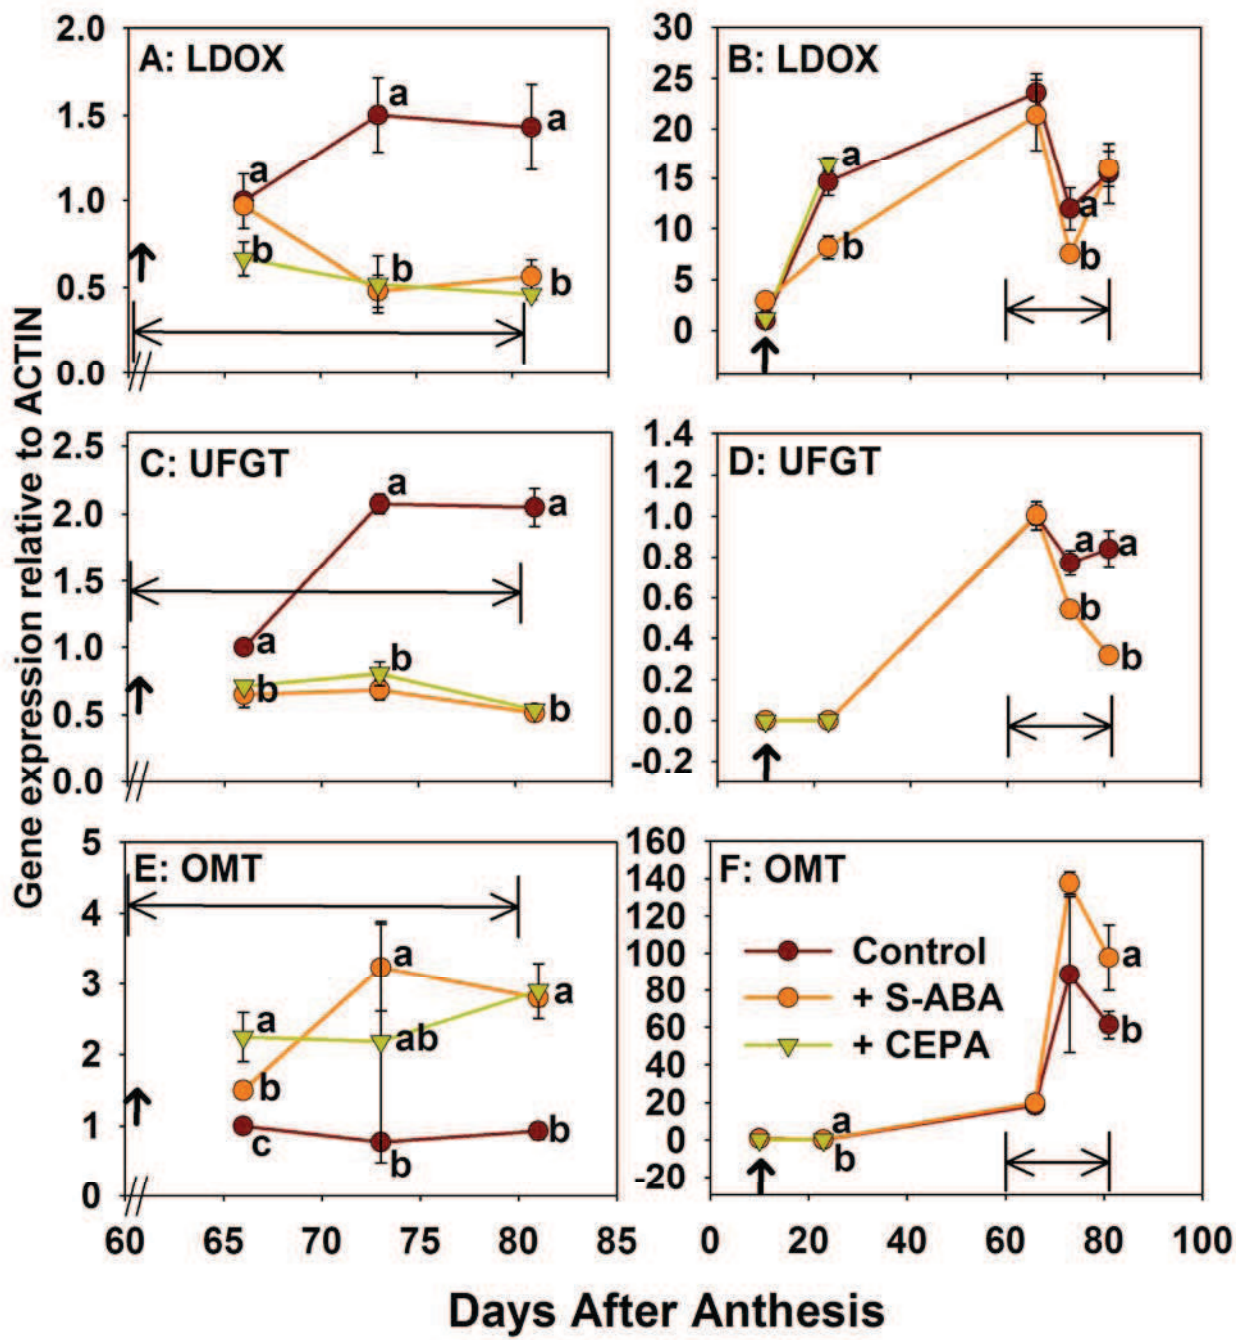 Gene expression relative to ACTIN
A: LDOX
2.0
1.5
1.0
0.5
0.0
a
a
a
b
b
b
B: LDOX
30
25
20
15
10
5
0
a
b
a
b
C: UFGT
2.5
2.0
1.5
1.0
0.5
0.0
a
a
a
b
b
b
D: UFGT
1.4
1.2
1.0
0.8
0.6
0.4
0.2
0.0
-0.2
a
a
b
b
E: OMT
5
4
3
2
1
0
a
a
a
ab
b
c
b
b
60 65 70 75 80 85
F: OMT
160
140
120
100
80
60
40
20
0
-20
Control
+ S-ABA
+ CEPA
a
b
a
b
0 20 40 60 80 100
Days After Anthesis